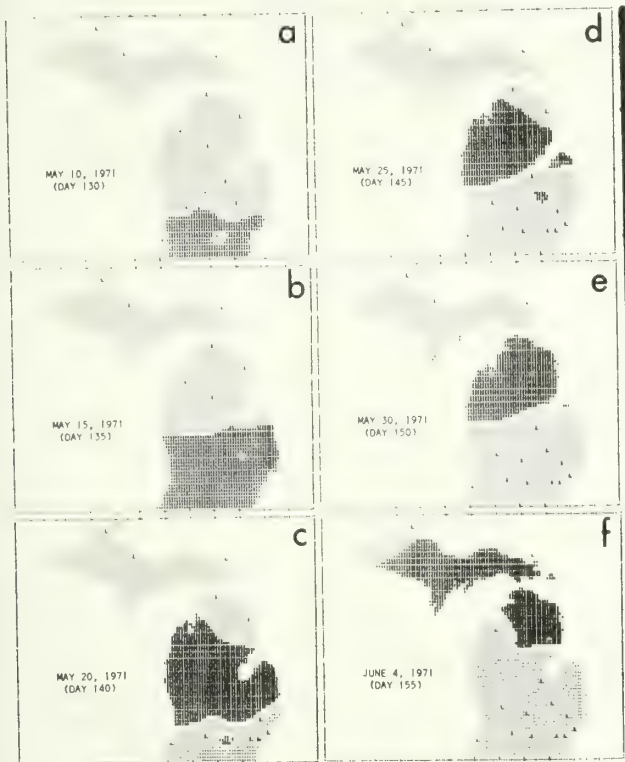 a
MAY 10, 1971
(DAY 130)
b
MAY 15, 1971
(DAY 135)
c
MAY 20, 1971
(DAY 140)
d
MAY 25, 1971
(DAY 145)
e
MAY 30, 1971
(DAY 150)
f
JUNE 4, 1971
(DAY 155)